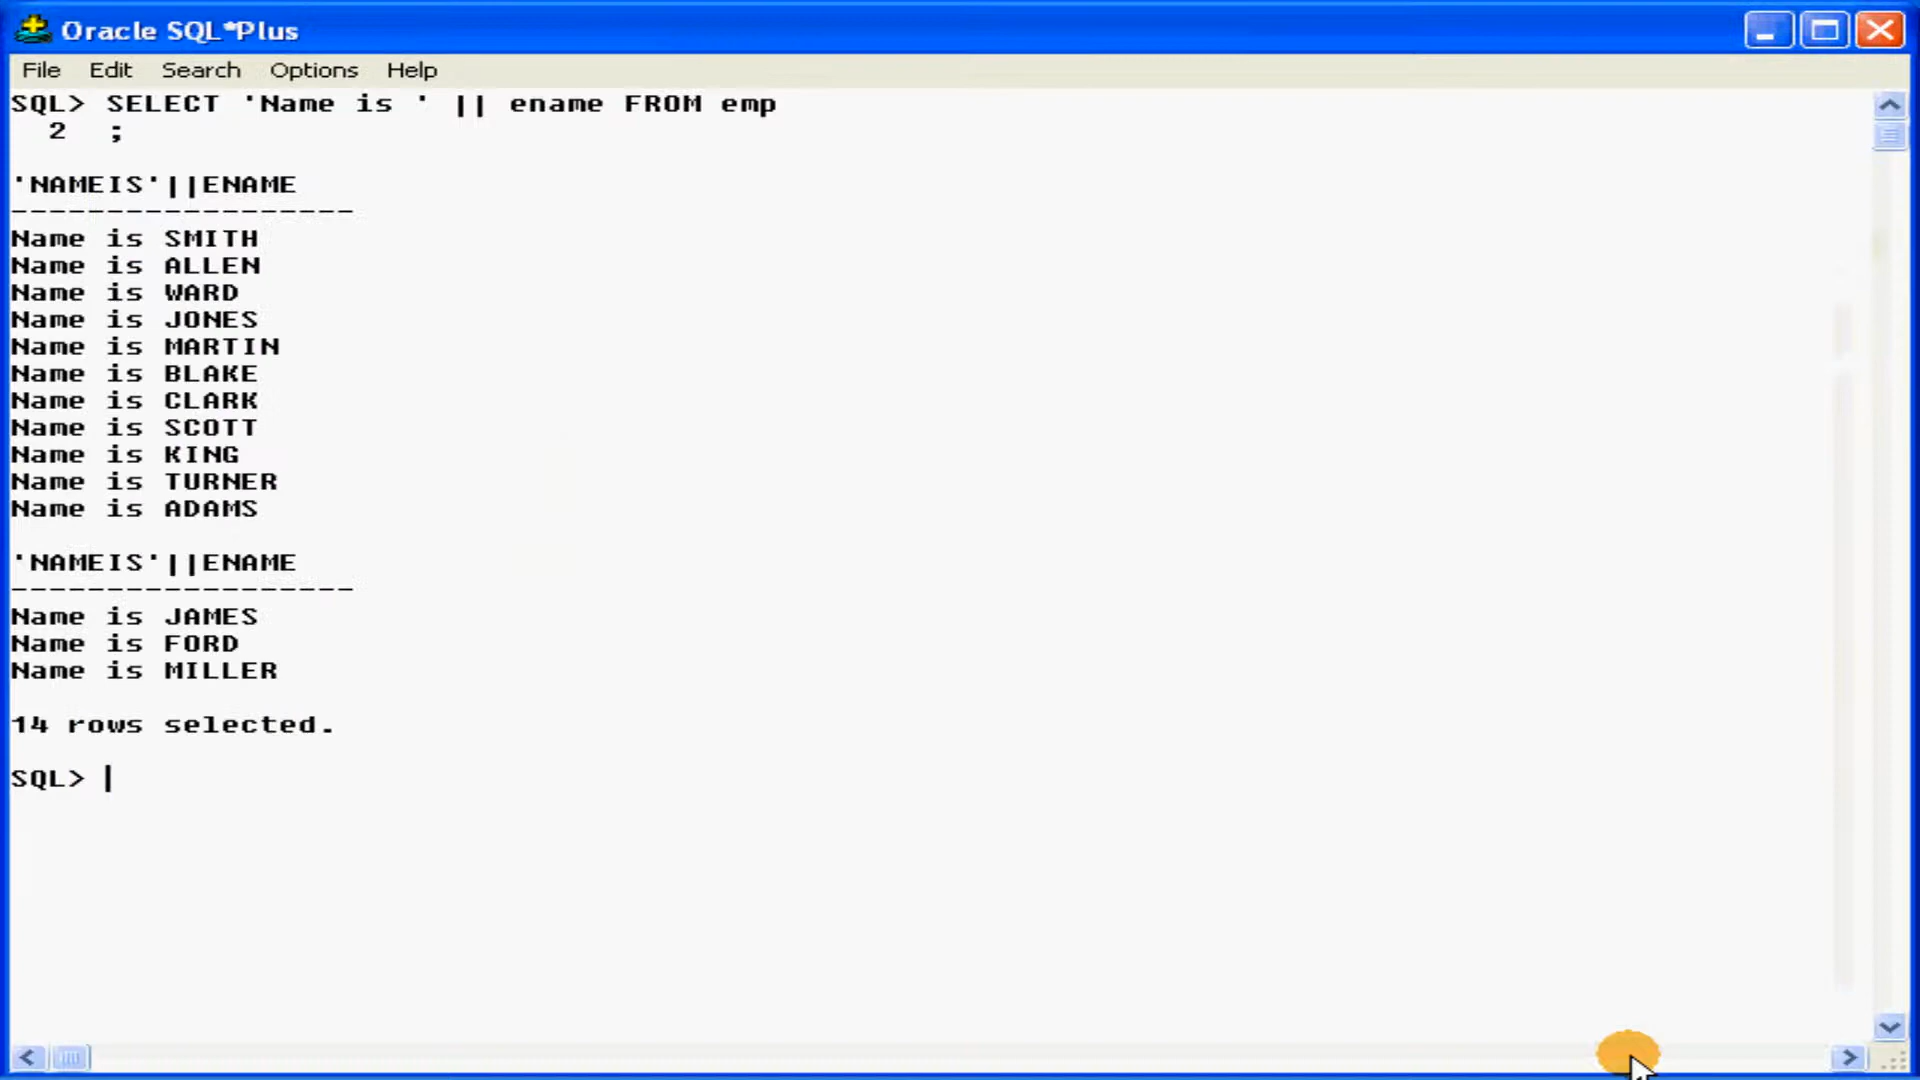 Oracle SQL*Plus
File Edit Search Options Help
SQL> SELECT 'Name is ' || ename FROM emp
  2  ;
'NAMEIS'||ENAME
------------------
Name is SMITH
Name is ALLEN
Name is WARD
Name is JONES
Name is MARTIN
Name is BLAKE
Name is CLARK
Name is SCOTT
Name is KING
Name is TURNER
Name is ADAMS
'NAMEIS'||ENAME
------------------
Name is JAMES
Name is FORD
Name is MILLER
14 rows selected.
SQL>